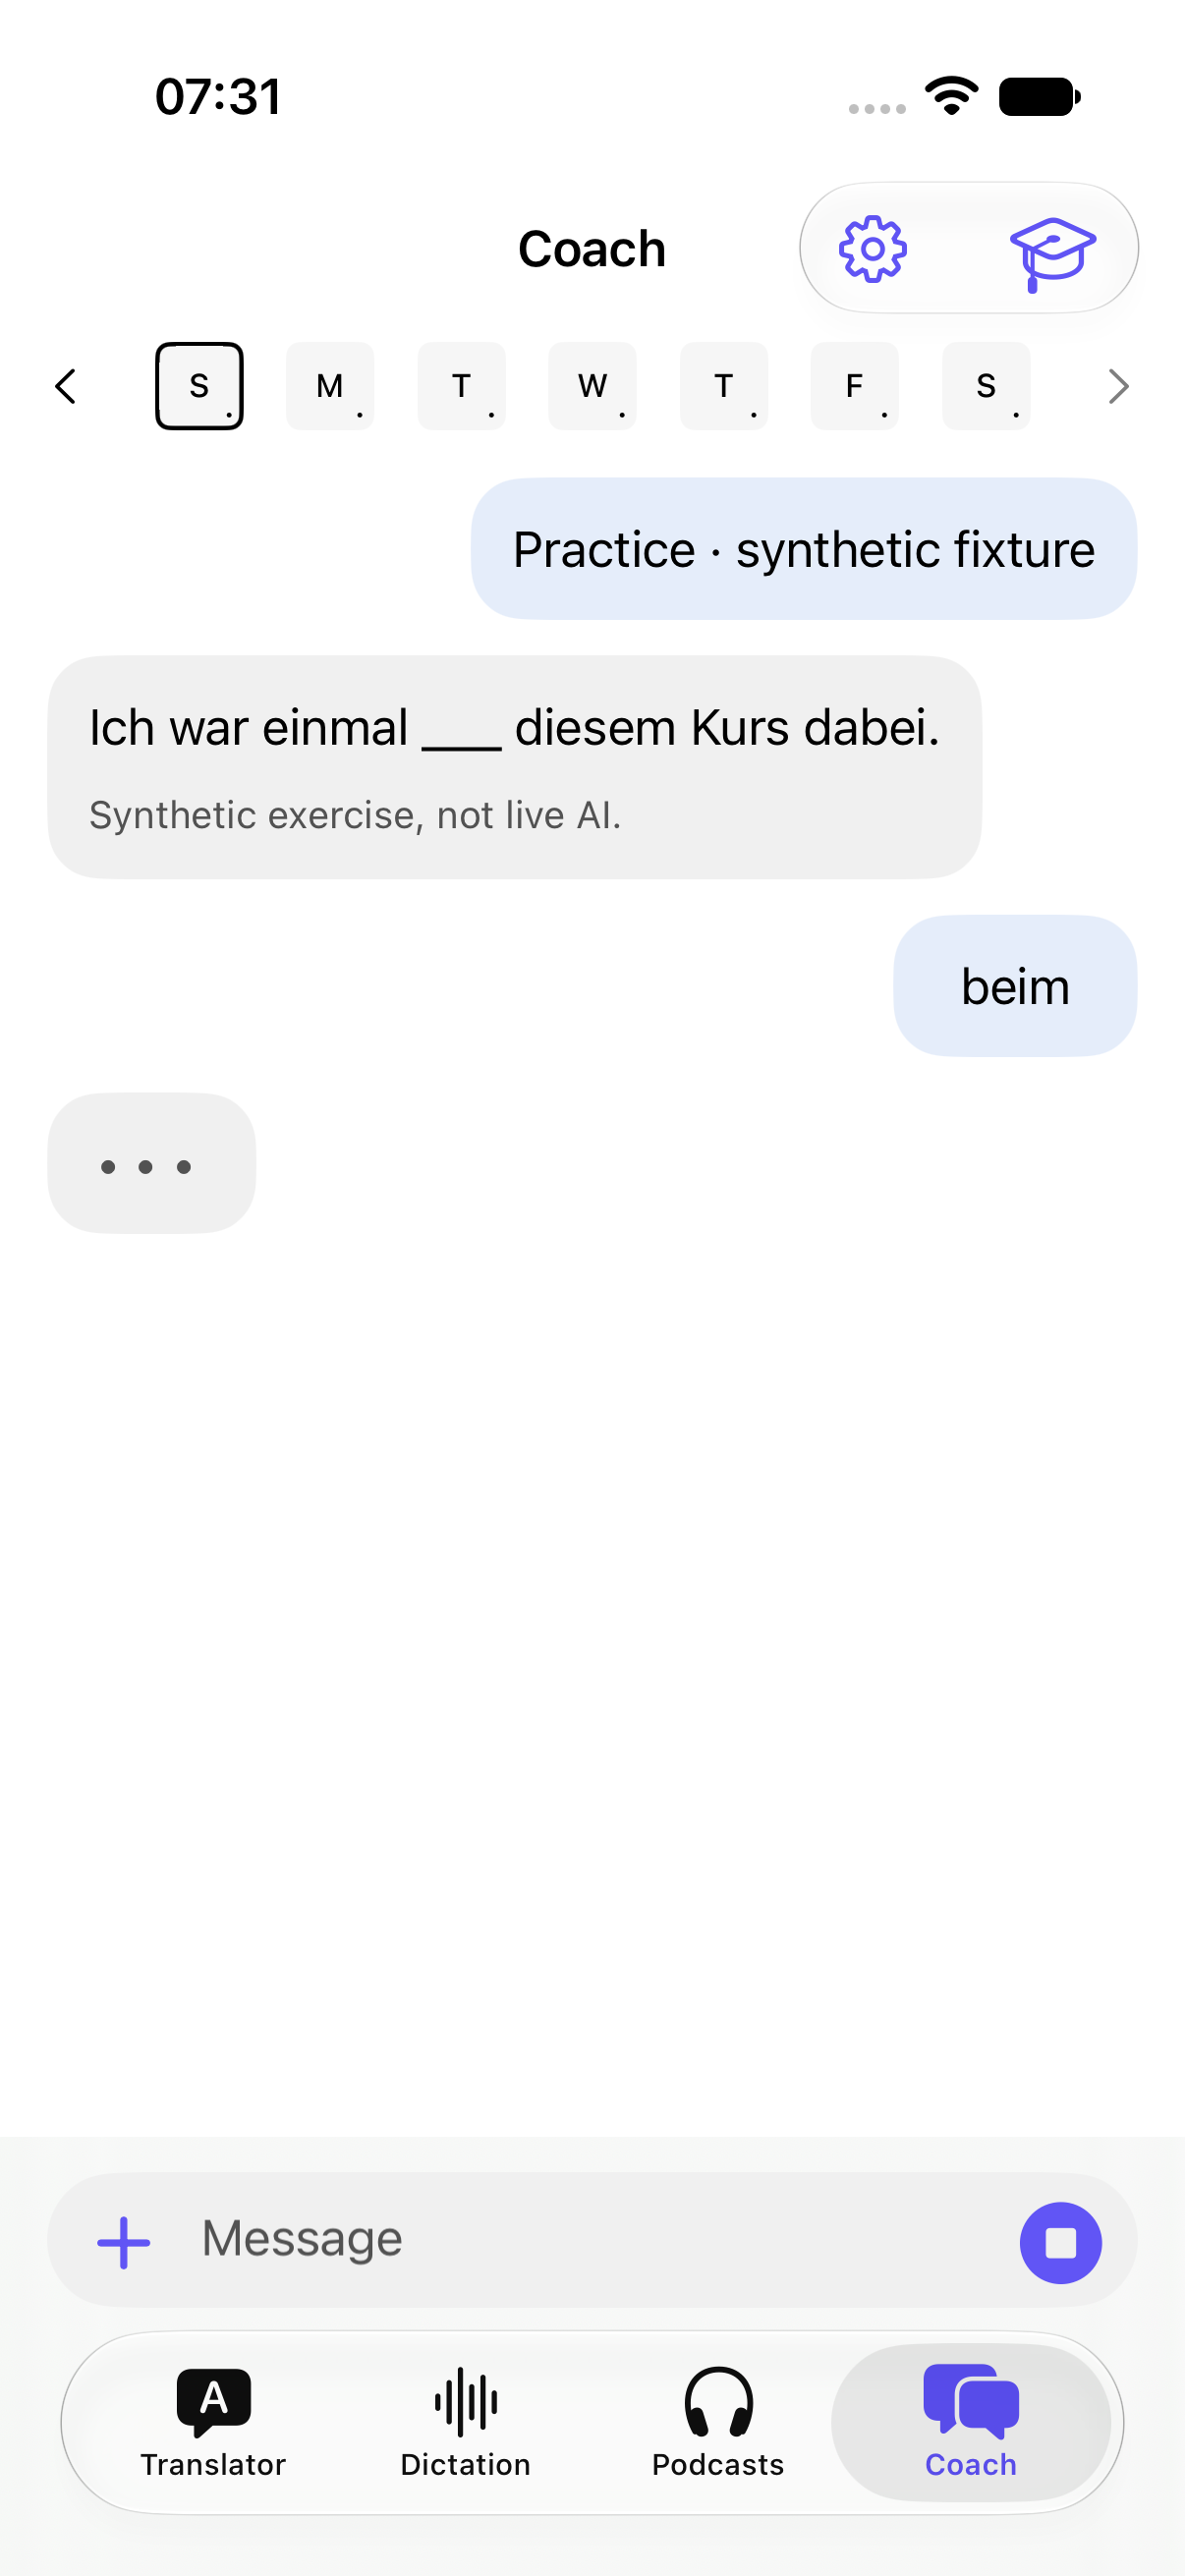 07:31
Coach
S. M. T. W. T. F. S.
Practice · synthetic fixture
Ich war einmal ___ diesem Kurs dabei.
Synthetic exercise, not live AI.
beim
Message
A
Translator Dictation Podcasts Coach